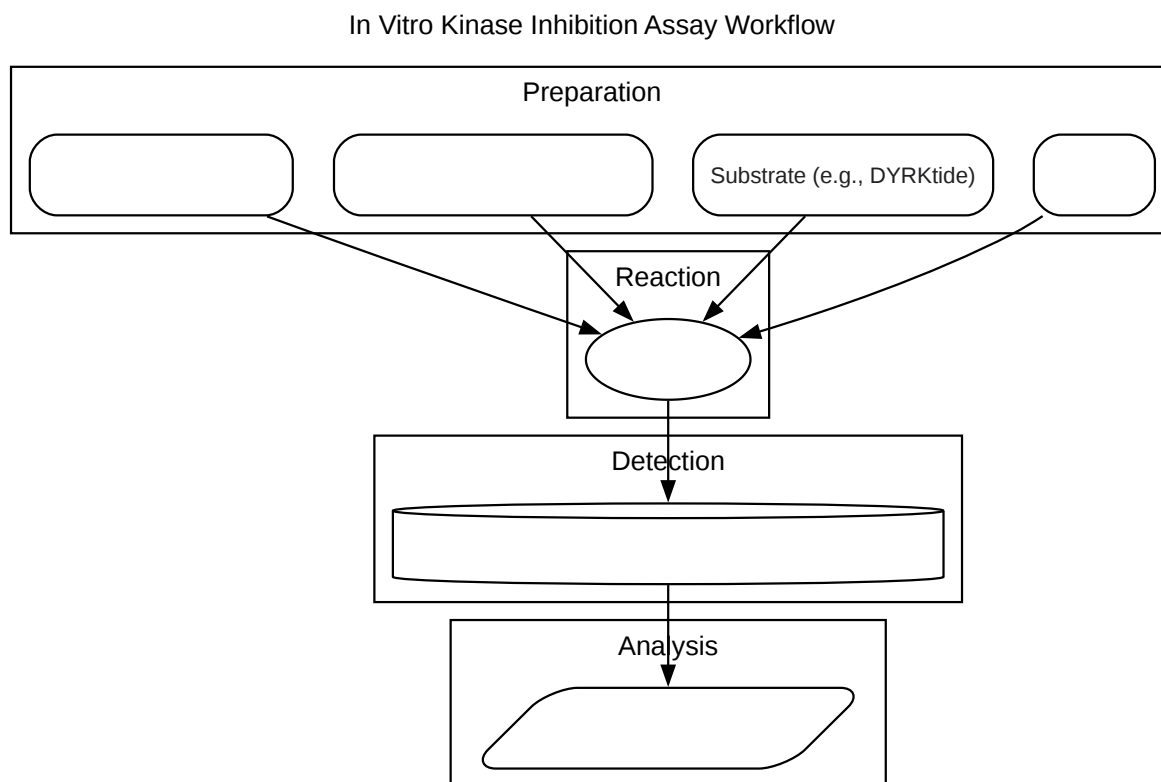 In Vitro Kinase Inhibition Assay Workflow
Preparation
Substrate (e.g., DYRKtide)
Reaction
Detection
Analysis